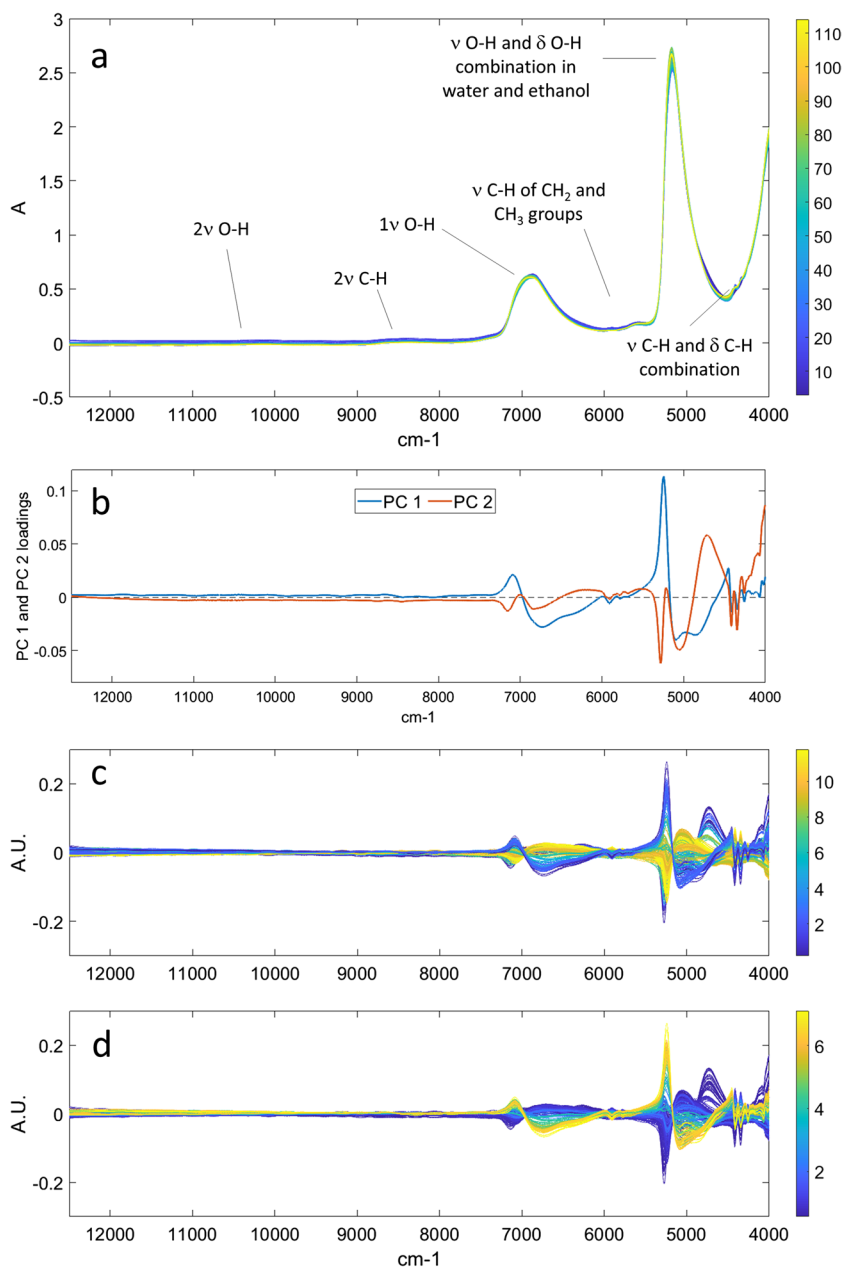 a
3
2.5
2
1.5
1
0.5
0
-0.5
A
ν O-H and δ O-H
combination in
water and ethanol
ν C-H of CH₂ and
CH₃ groups
1ν O-H
2ν O-H
2ν C-H
ν C-H and δ C-H
combination
110
100
90
80
70
60
50
40
30
20
10
12000 11000 10000 9000 8000 7000 6000 5000 4000
cm-1
b
PC 1 and PC 2 loadings
0.1
0.05
0
-0.05
PC 1 PC 2
12000 11000 10000 9000 8000 7000 6000 5000 4000
cm-1
c
A.U.
0.2
0
-0.2
10
8
6
4
2
12000 11000 10000 9000 8000 7000 6000 5000 4000
d
A.U.
0.2
0
-0.2
6
4
2
12000 11000 10000 9000 8000 7000 6000 5000 4000
cm-1